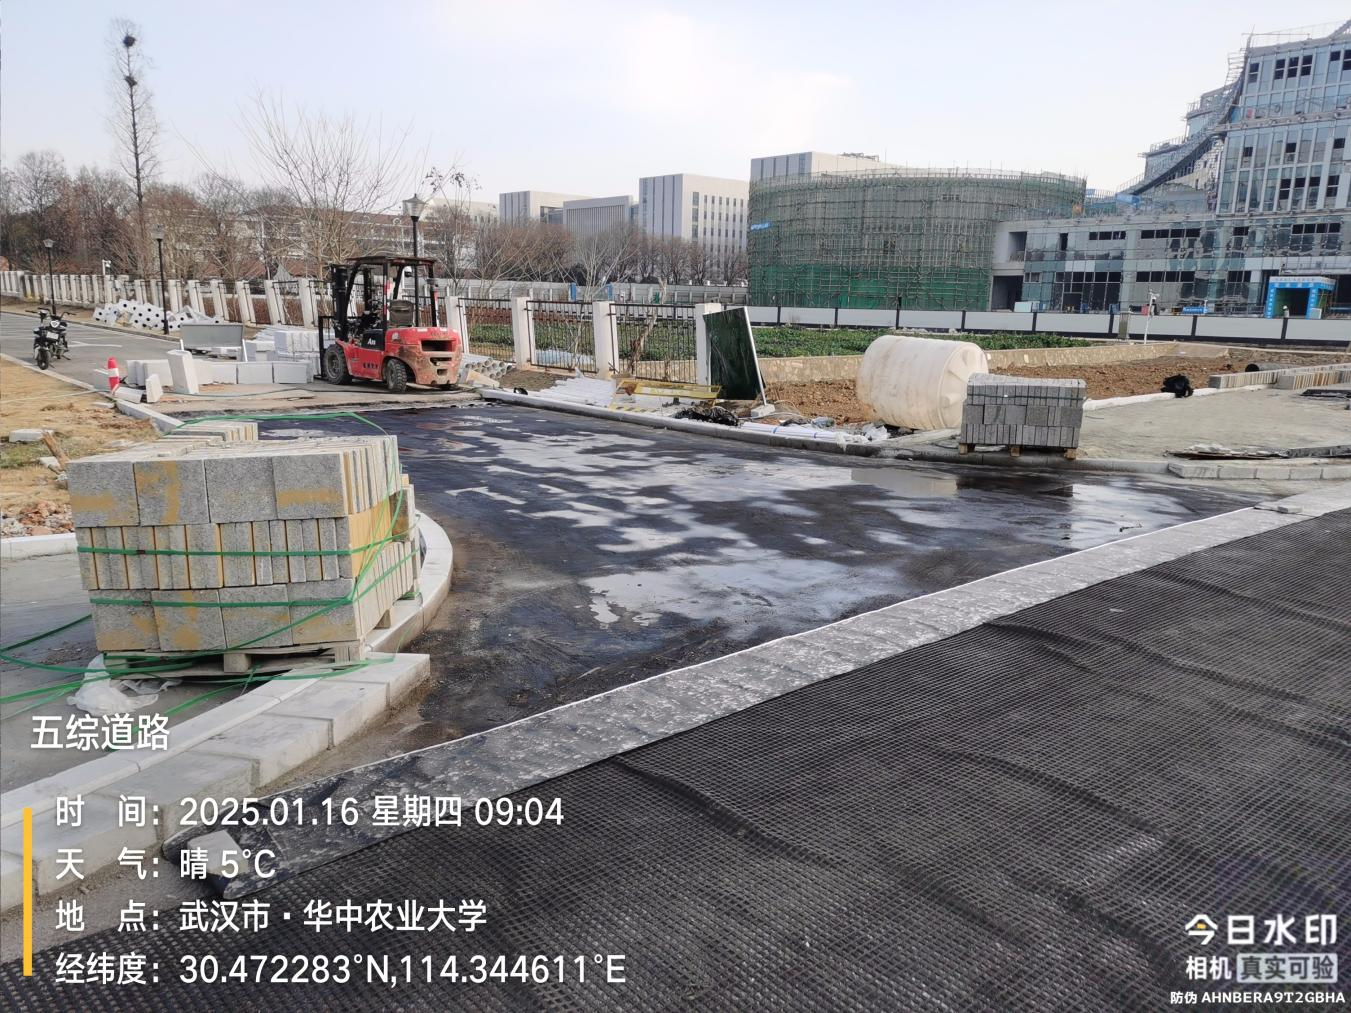 五综道路
时 间：2025.01.16 星期四 09:04
天 气：晴 5°C
地 点：武汉市·华中农业大学
经纬度：30.472283°N,114.344611°E
今日水印
相机 真实可验
防伪 AHNBERA9T2GBHA